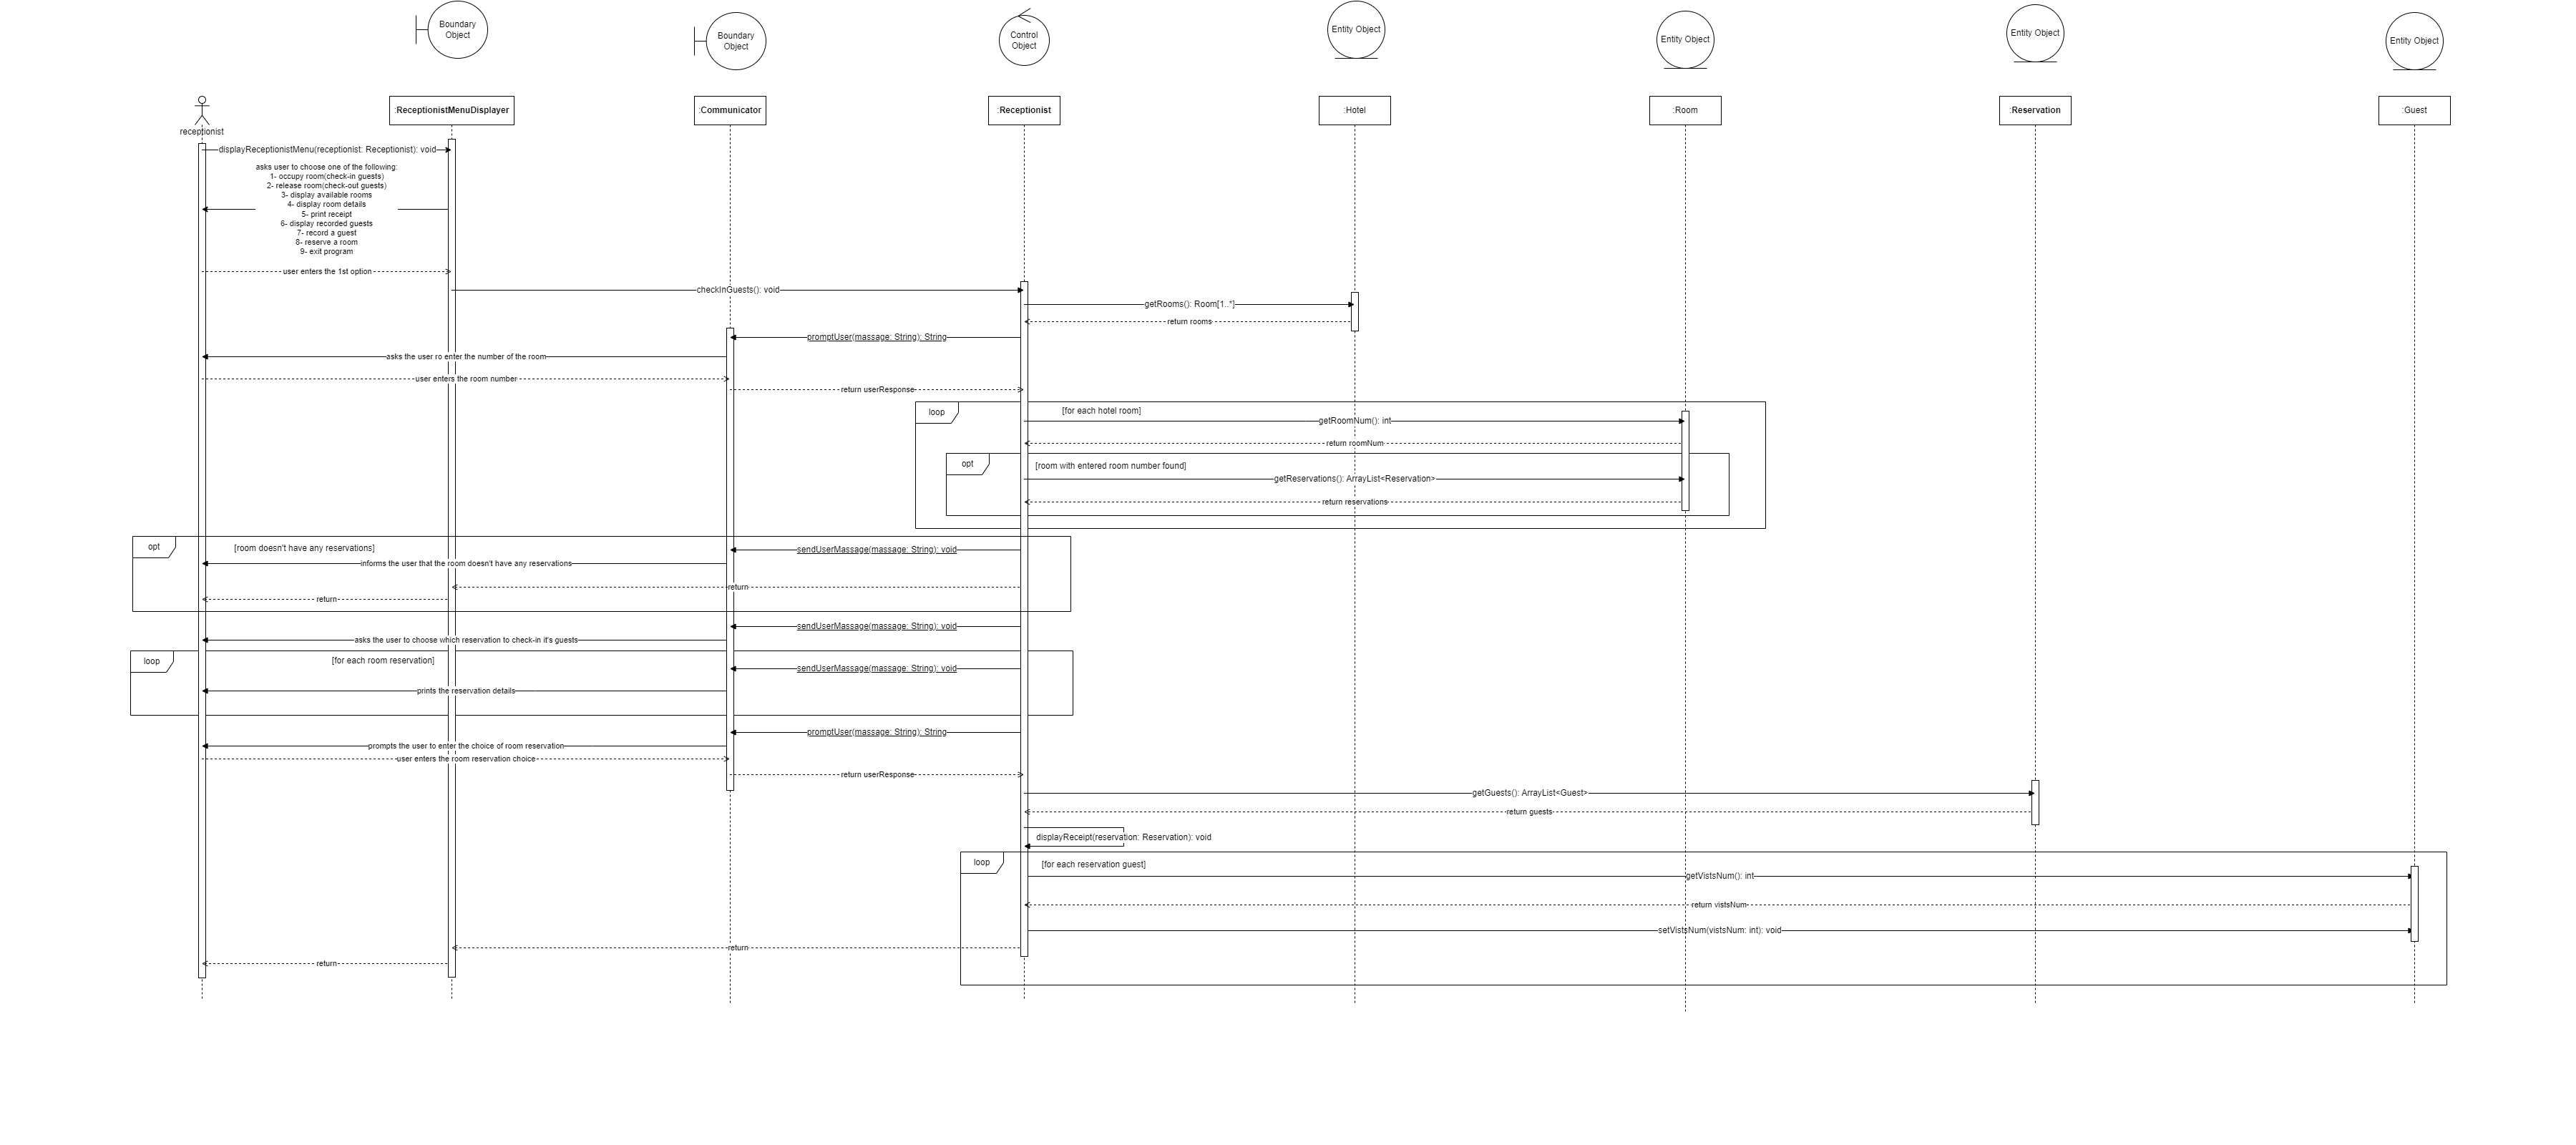 Boundary
Object
Boundary
Object
Control
Object
Entity Object
Entity Object
Entity Object
Entity Object
receptionist
:ReceptionistMenuDisplayer
:Communicator
:Receptionist
:Hotel
:Room
:Reservation
:Guest
displayReceptionistMenu(receptionist: Receptionist): void
asks user to choose one of the following:
1- occupy room(check-in guests)
2- release room(check-out guests)
3- display available rooms
4- display room details
5- print receipt
6- display recorded guests
7- record a guest
8- reserve a room
9- exit program
user enters the 1st option
checkInGuests(): void
getRooms(): Room[1..*]
return rooms
promptUser(massage: String): String
asks the user ro enter the number of the room
user enters the room number
return userResponse
loop
[for each hotel room]
getRoomNum(): int
return roomNum
opt
[room with entered room number found]
getReservations(): ArrayList<Reservation>
return reservations
opt
[room doesn't have any reservations]
sendUserMassage(massage: String): void
informs the user that the room doesn't have any reservations
return
return
sendUserMassage(massage: String): void
asks the user to choose which reservation to check-in it's guests
loop
[for each room reservation]
sendUserMassage(massage: String): void
prints the reservation details
promptUser(massage: String): String
prompts the user to enter the choice of room reservation
user enters the room reservation choice
return userResponse
getGuests(): ArrayList<Guest>
return guests
displayReceipt(reservation: Reservation): void
loop
[for each reservation guest]
getVistsNum(): int
return vistsNum
setVistsNum(vistsNum: int): void
return
return